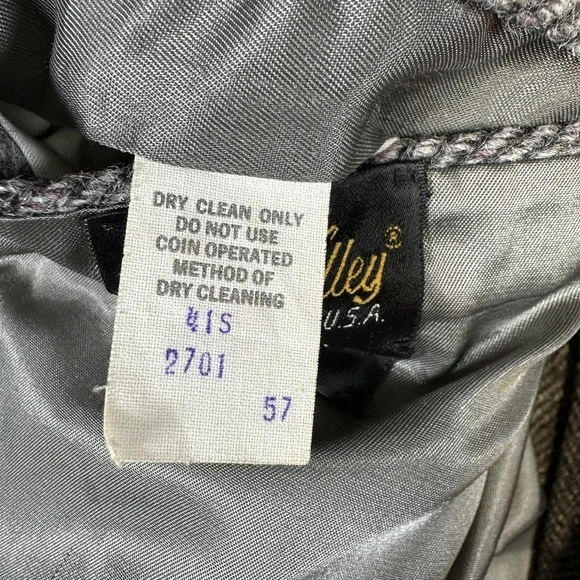 DRY CLEAN ONLY
DO NOT USE
COIN OPERATED
METHOD OF
DRY CLEANING
41S
2701
57
®
U.S.A.